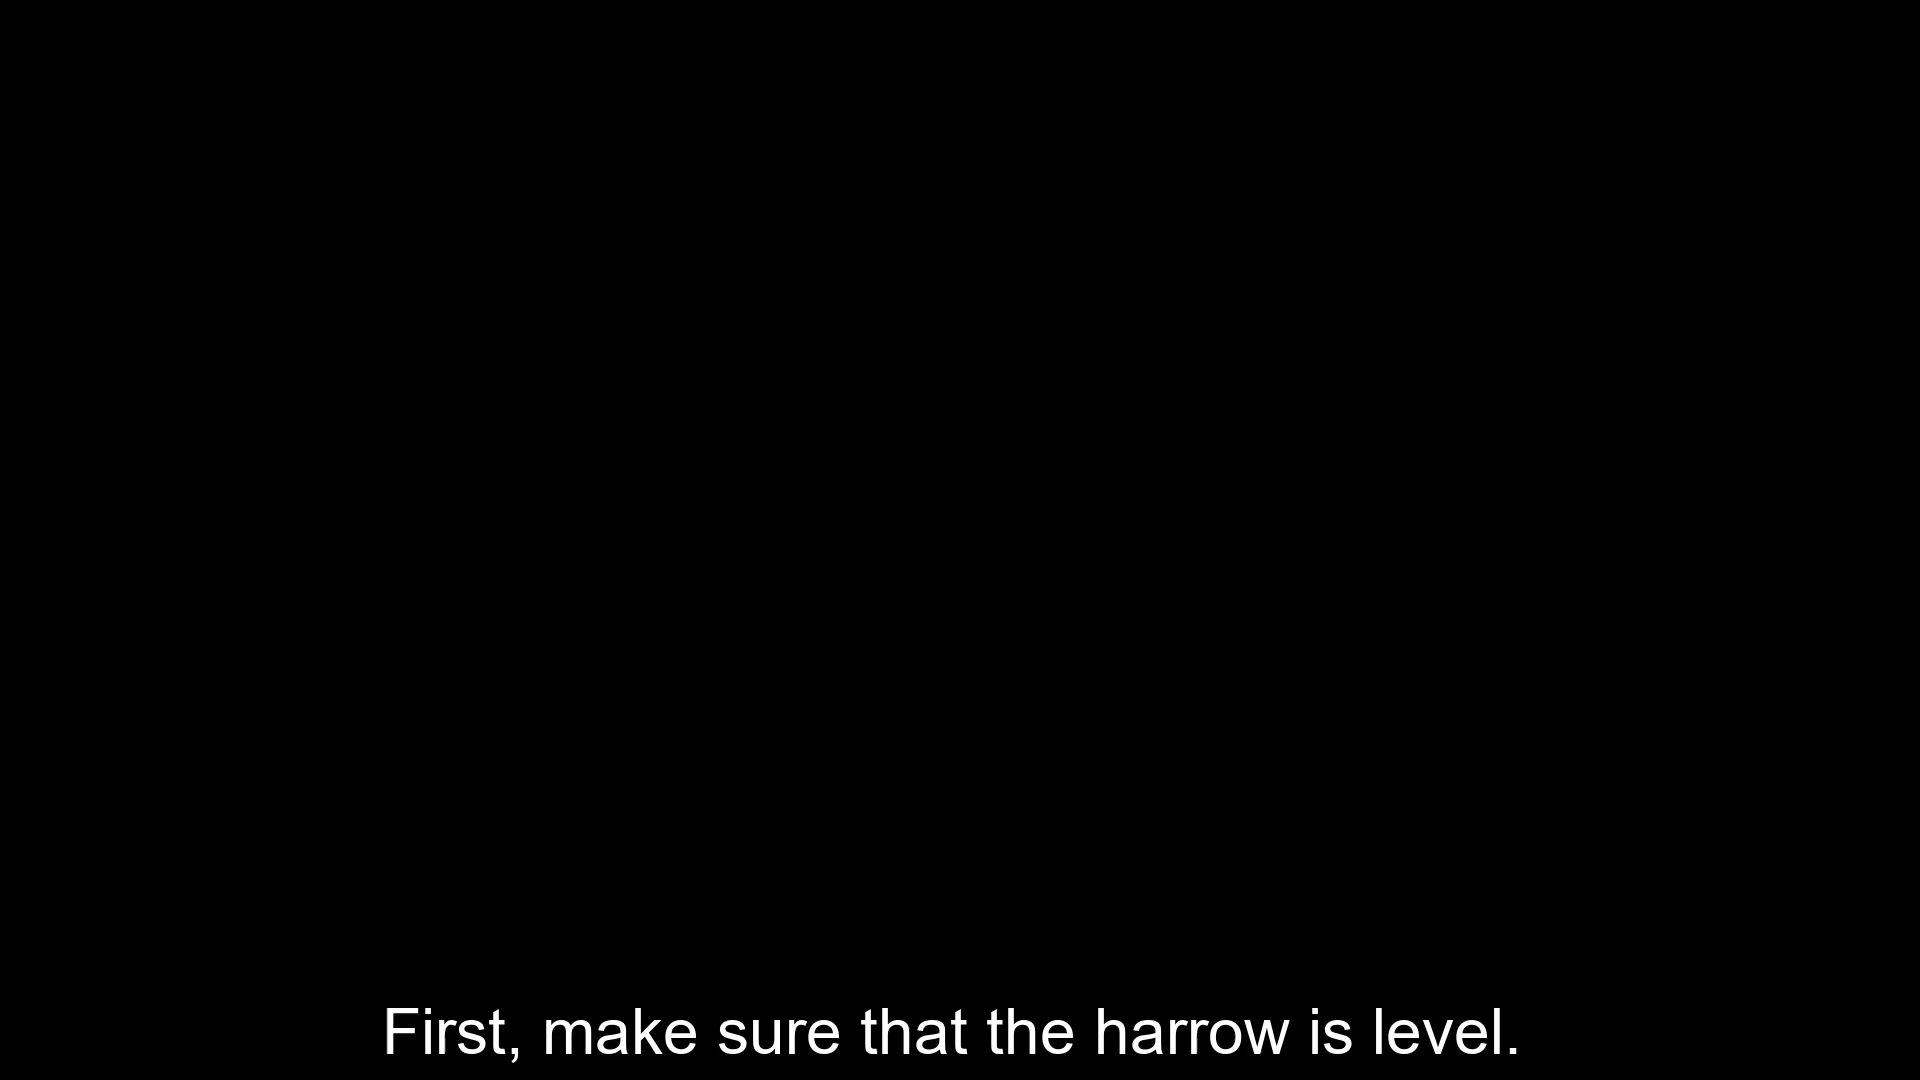 First, make sure that the harrow is level.